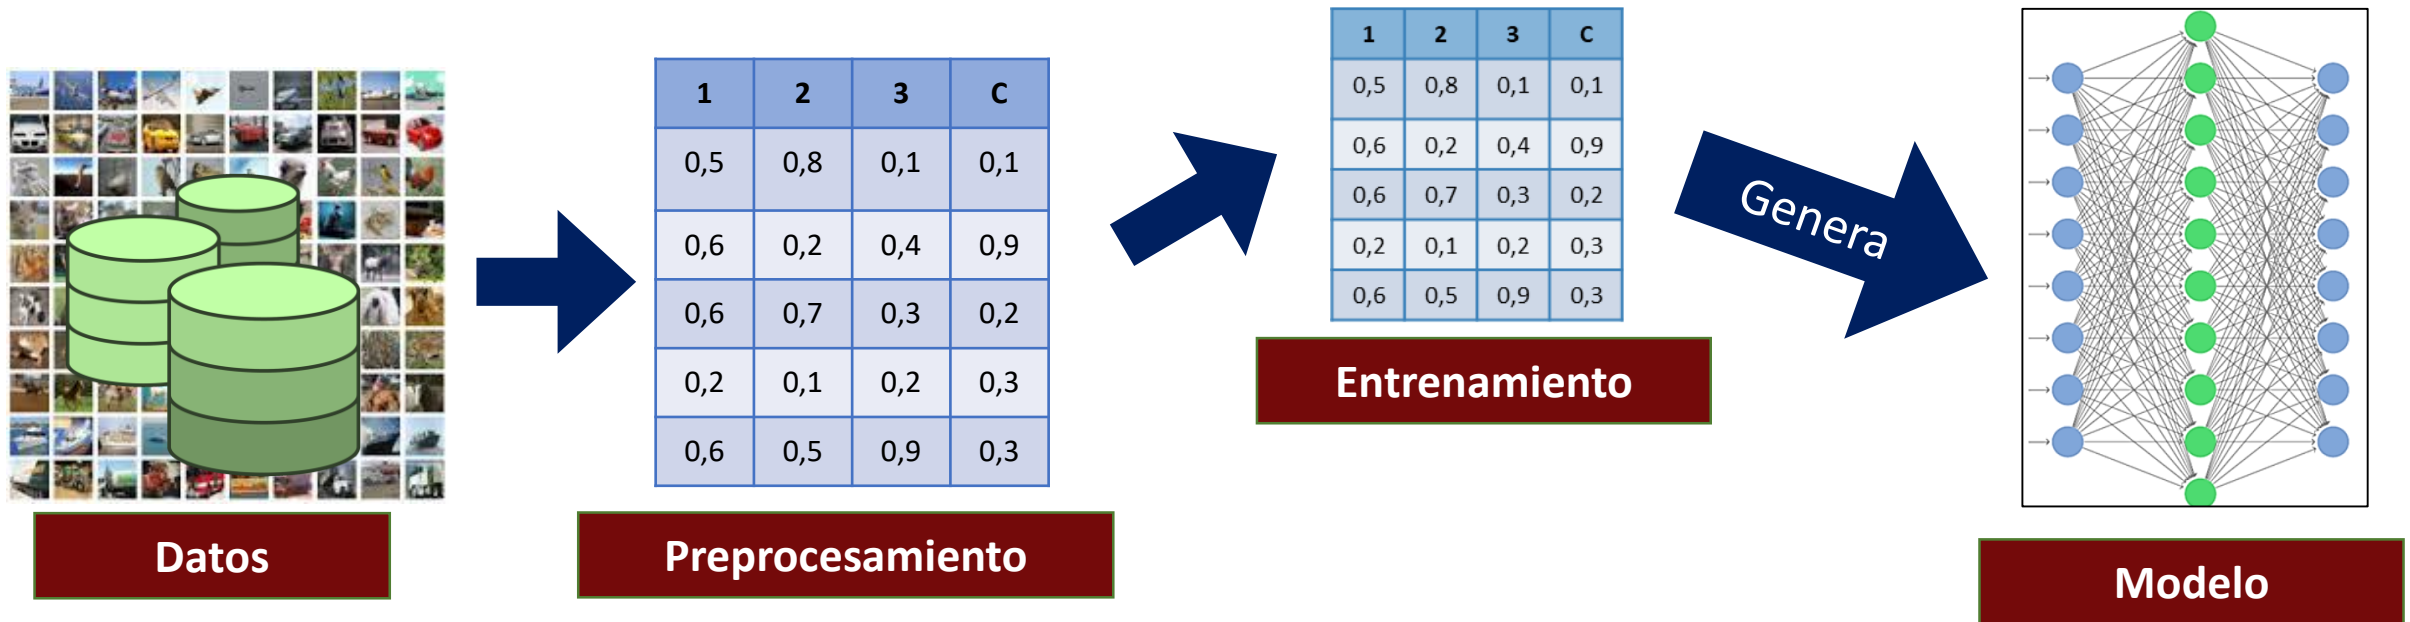 1 2 3 C
0,5 0,8 0,1 0,1
0,6 0,2 0,4 0,9
0,6 0,7 0,3 0,2
0,2 0,1 0,2 0,3
0,6 0,5 0,9 0,3
1 2 3 C
0,5 0,8 0,1 0,1
0,6 0,2 0,4 0,9
0,6 0,7 0,3 0,2
0,2 0,1 0,2 0,3
0,6 0,5 0,9 0,3
Genera
Datos
Preprocesamiento
Entrenamiento
Modelo